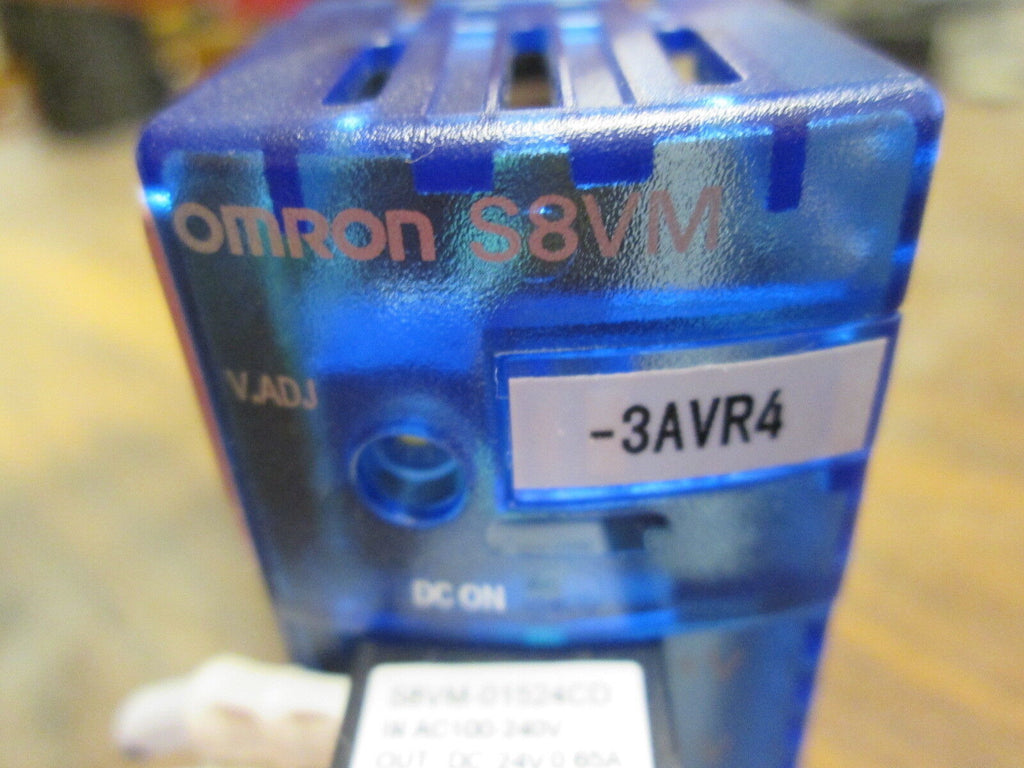 OMRON S8VM
V.ADJ
-3AVR4
DC ON
S8VM-01524CD
IN AC100-240V
OUT DC 24V 0.65A